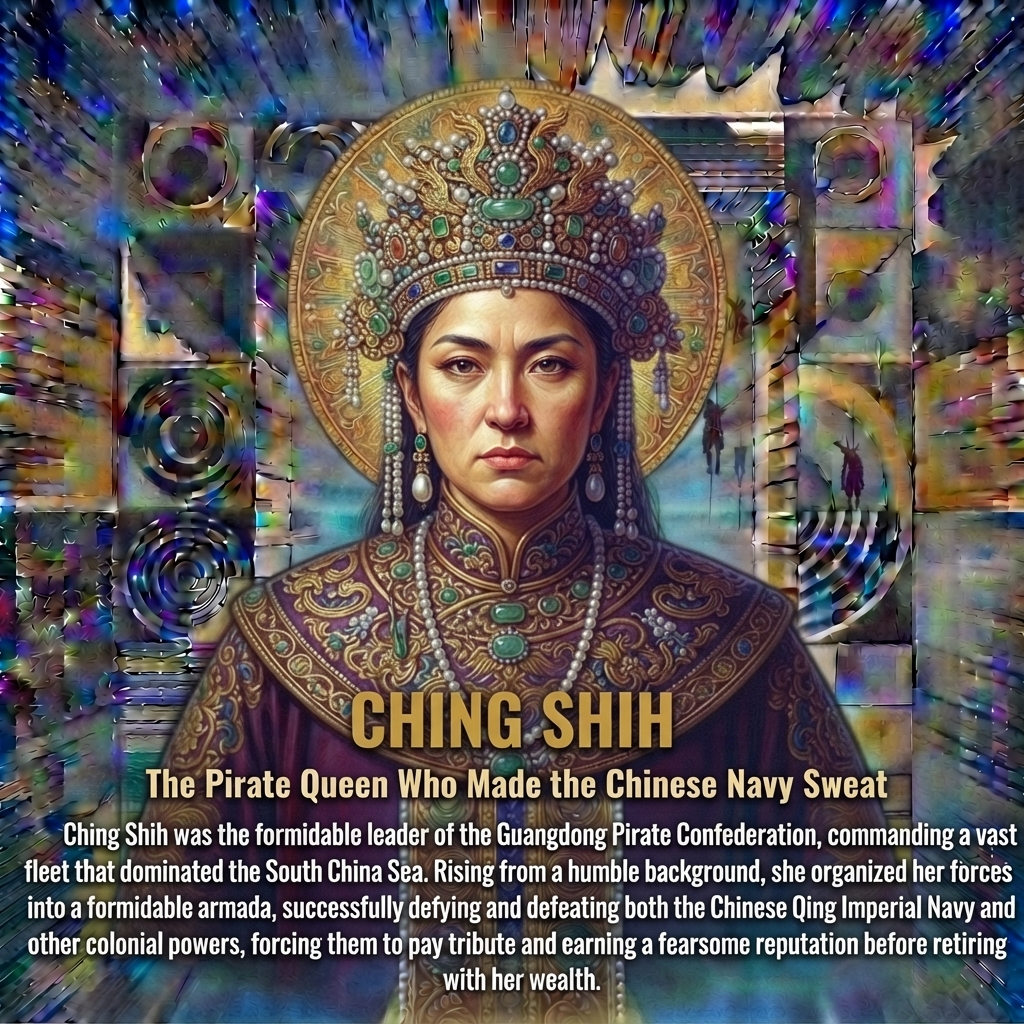 CHING SHIH
The Pirate Queen Who Made the Chinese Navy Sweat
Ching Shih was the formidable leader of the Guangdong Pirate Confederation, commanding a vast
fleet that dominated the South China Sea. Rising from a humble background, she organized her forces
into a formidable armada, successfully defying and defeating both the Chinese Qing Imperial Navy and
other colonial powers, forcing them to pay tribute and earning a fearsome reputation before retiring
with her wealth.